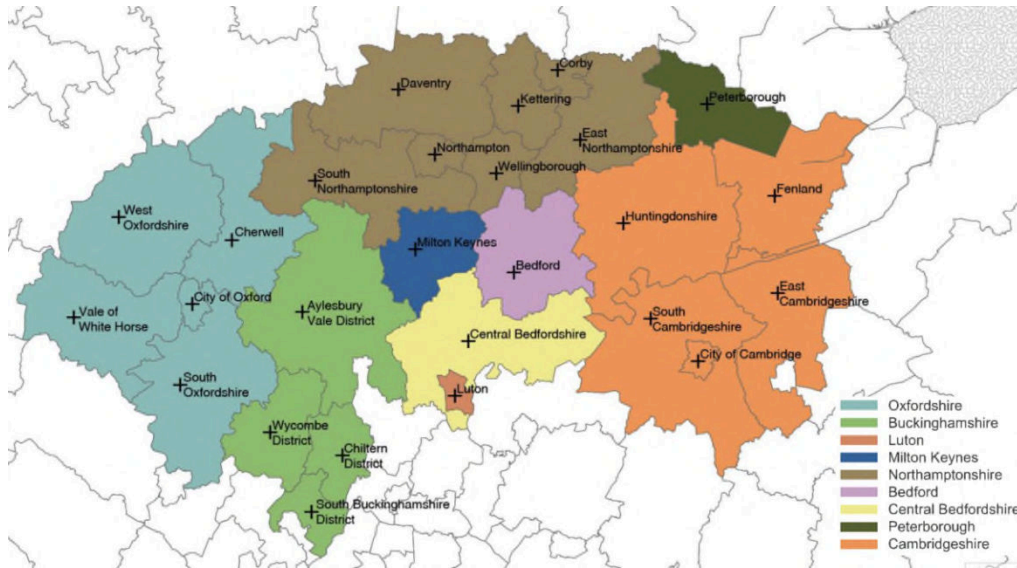 Corby
Daventry
Kettering
Peterborough
East
Northamptonshire
Northampton
Wellingborough
South
Northamptonshire
Fenland
West
Oxfordshire
Huntingdonshire
Cherwell
Milton Keynes
Bedford
City of Oxford
Aylesbury
Vale District
East
Cambridgeshire
Vale of
White Horse
South
Cambridgeshire
Central Bedfordshire
City of Cambridge
South
Oxfordshire
Luton
Wycombe
District
Chiltern
District
South Buckinghamshire
District
Oxfordshire
Buckinghamshire
Luton
Milton Keynes
Northamptonshire
Bedford
Central Bedfordshire
Peterborough
Cambridgeshire